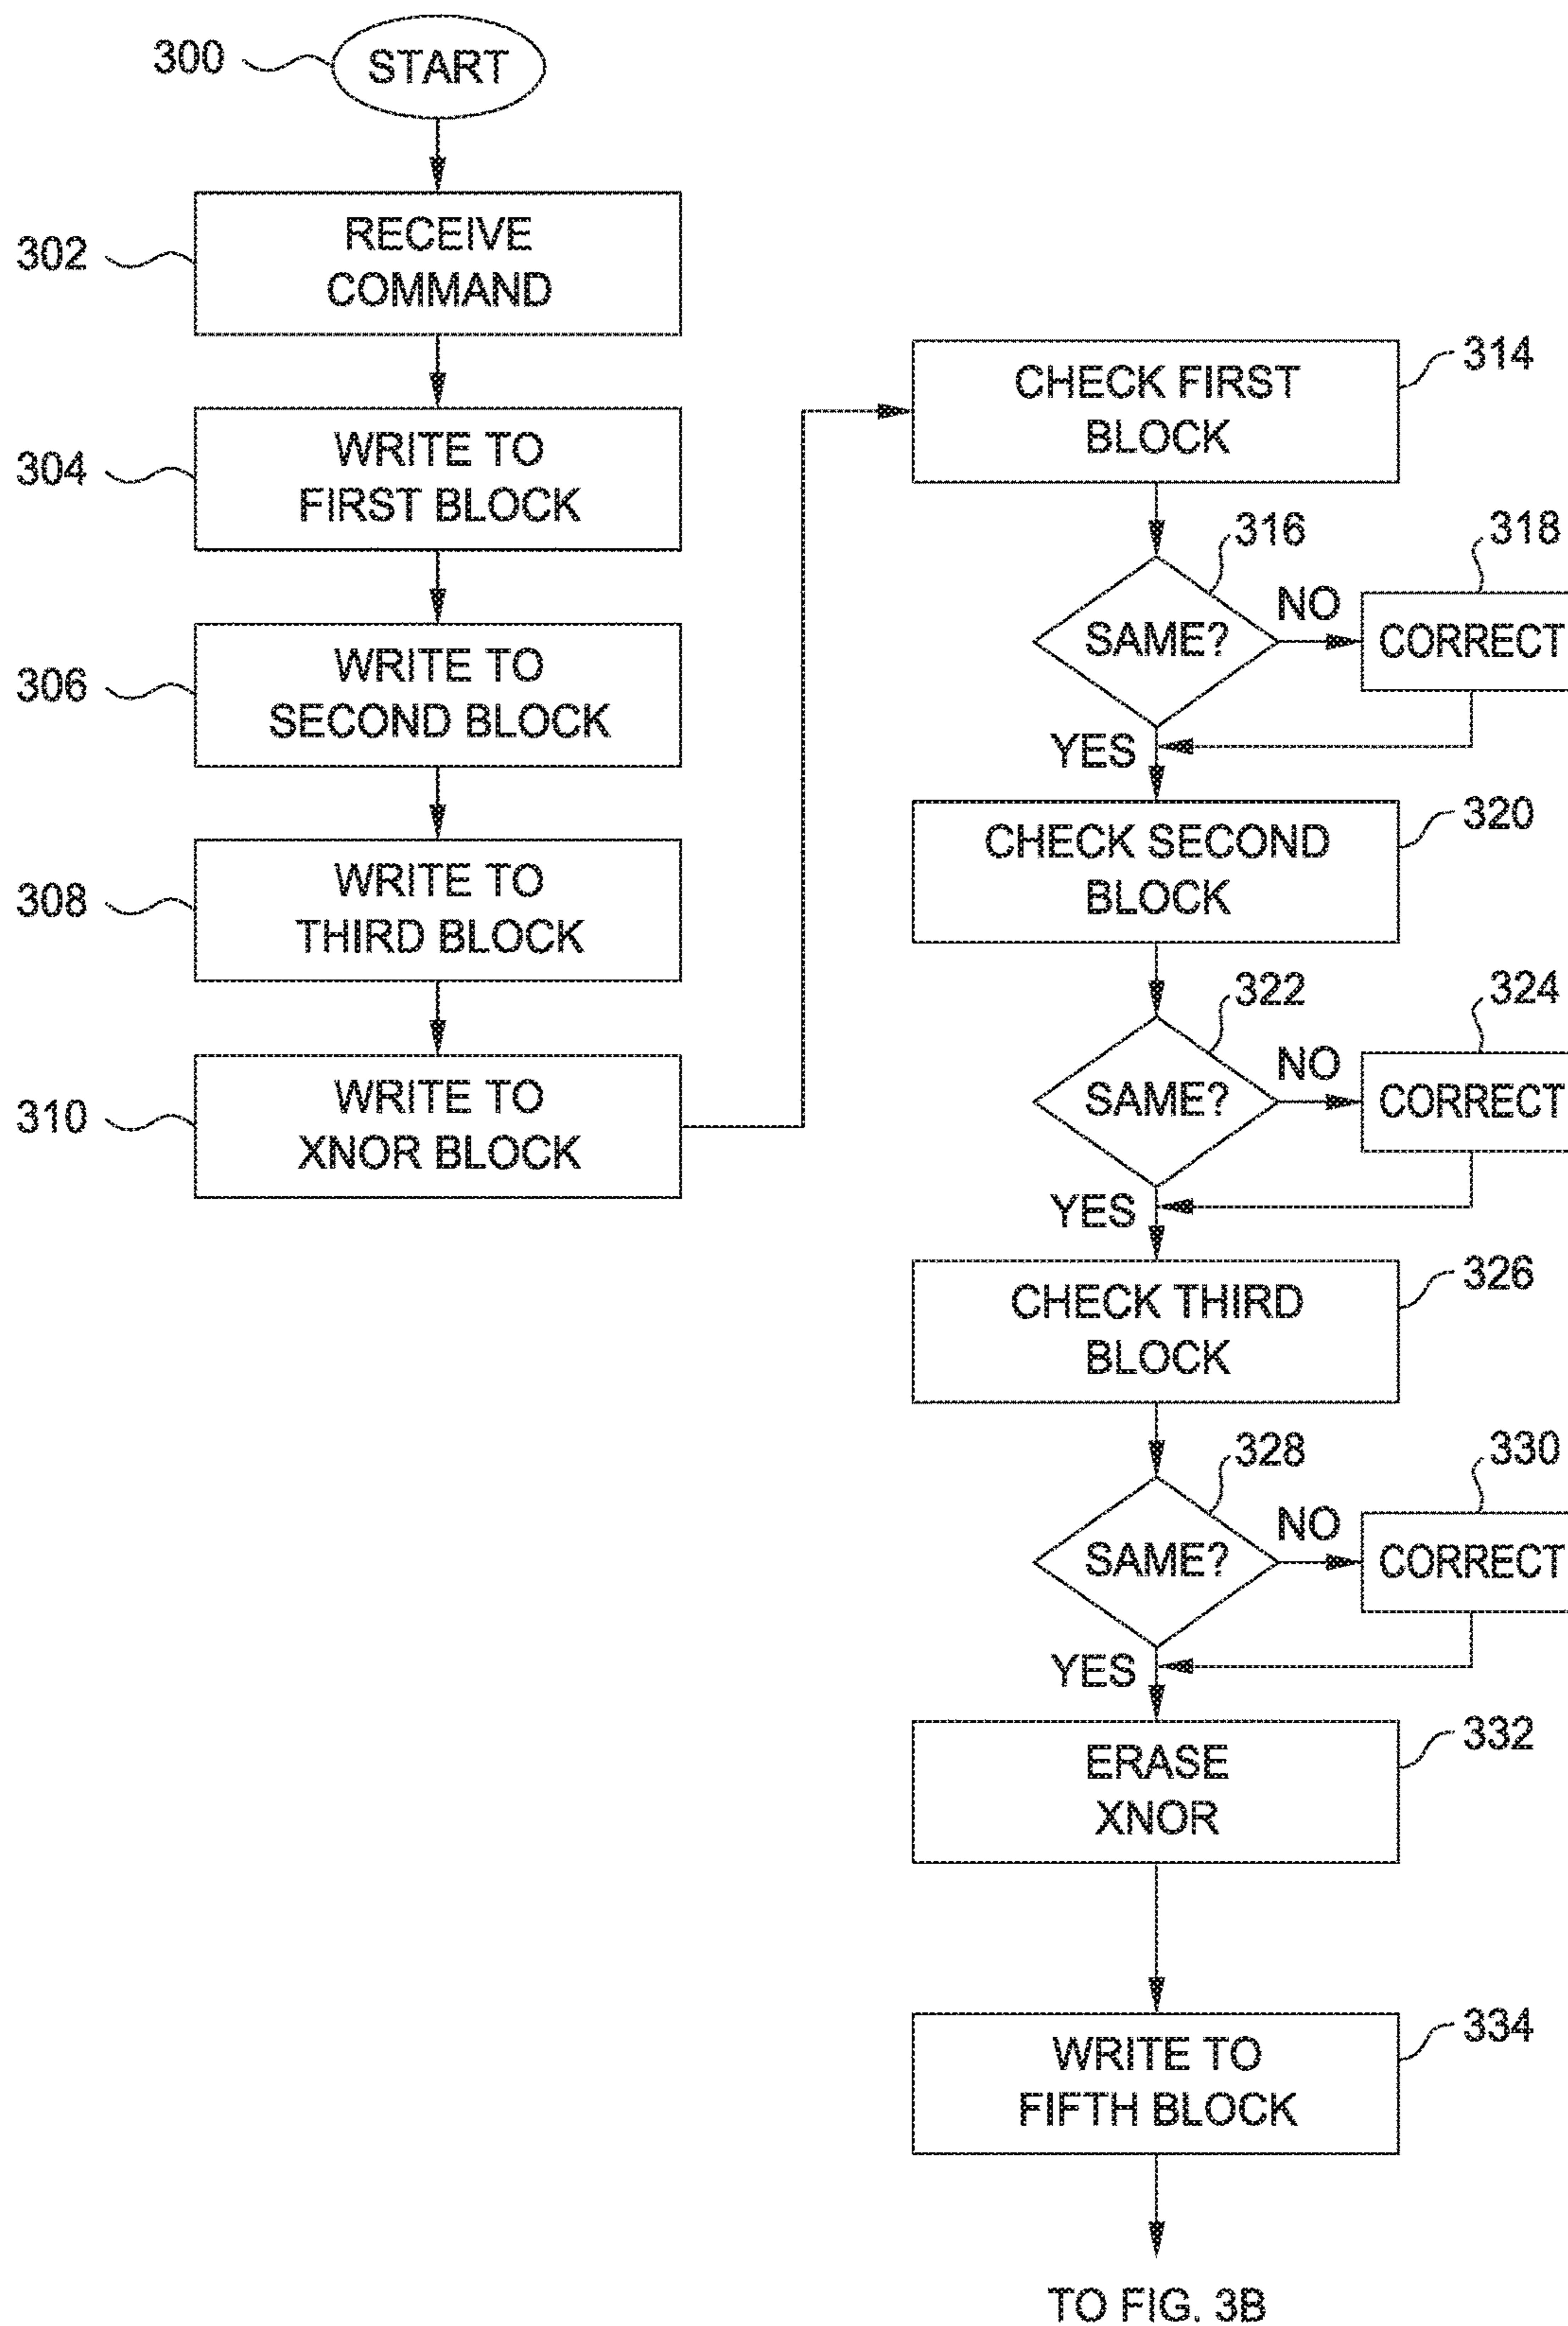 300
START
302
RECEIVE
COMMAND
304
WRITE TO
FIRST BLOCK
306
WRITE TO
SECOND BLOCK
308
WRITE TO
THIRD BLOCK
310
WRITE TO
XNOR BLOCK
314
CHECK FIRST
BLOCK
316
SAME?
NO
318
CORRECT
YES
320
CHECK SECOND
BLOCK
322
SAME?
NO
324
CORRECT
YES
326
CHECK THIRD
BLOCK
328
SAME?
NO
330
CORRECT
YES
332
ERASE
XNOR
334
WRITE TO
FIFTH BLOCK
TO FIG. 3B